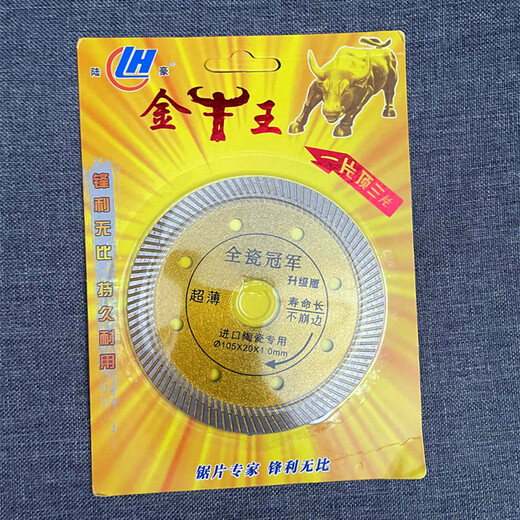 LH
陆豪
金牛王
一片顶三片
锋利无比 持久耐用
全瓷冠军
升级版
超薄
寿命长
不崩边
进口陶瓷专用
Ø105X20X1.0mm
锯片专家 锋利无比